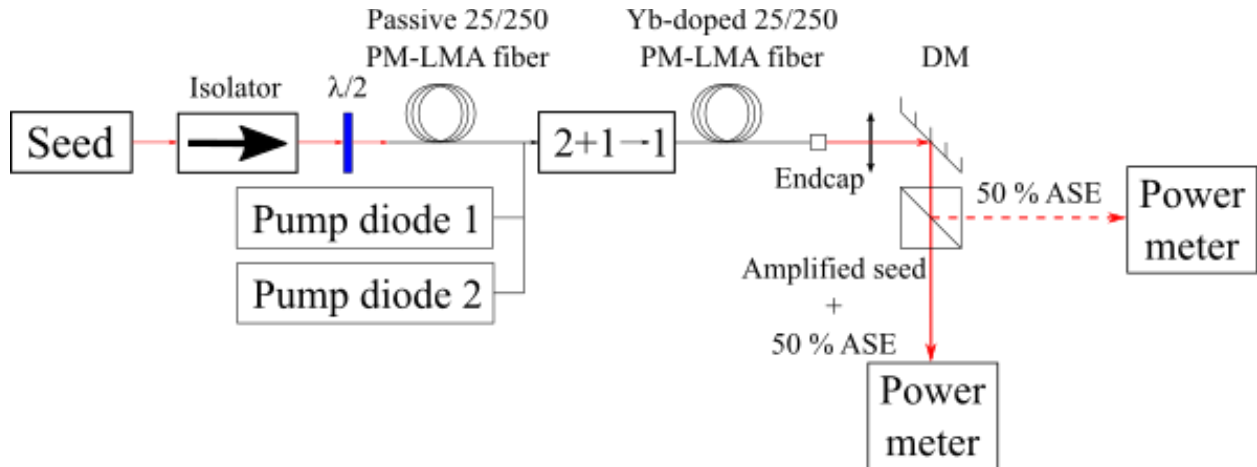 Passive 25/250
PM-LMA fiber
Yb-doped 25/250
PM-LMA fiber
DM
Isolator
λ/2
Seed
2+1→1
Endcap
Pump diode 1
Pump diode 2
50 % ASE
Power
meter
Amplified seed
+
50 % ASE
Power
meter